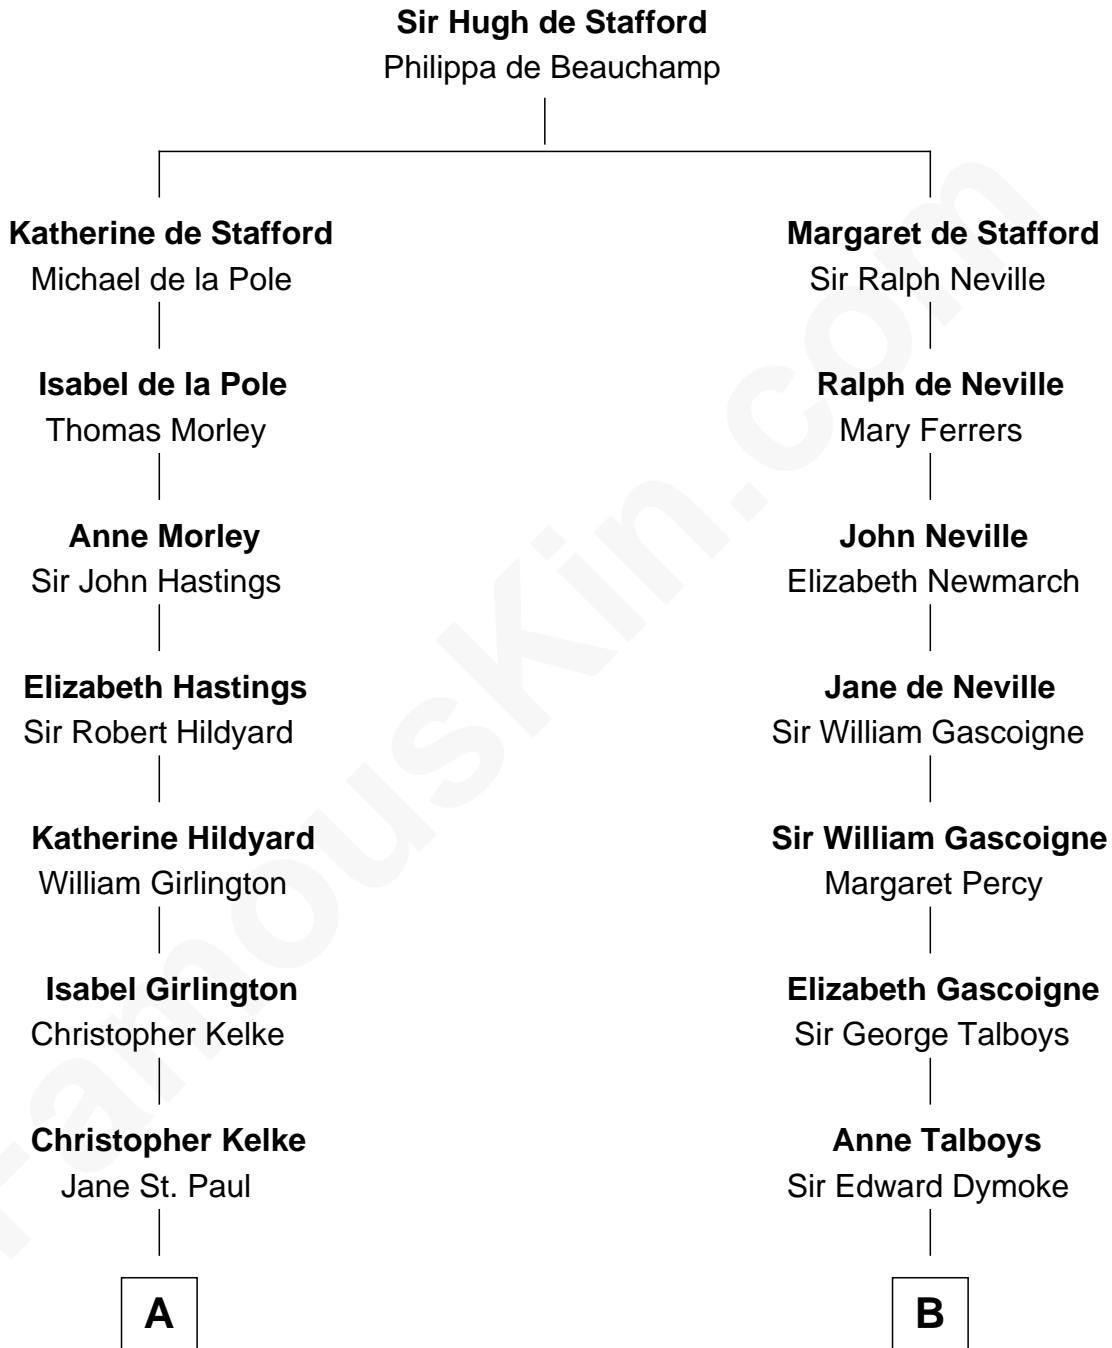 Sir Hugh de Stafford
Philippa de Beauchamp
Katherine de Stafford
Michael de la Pole
Margaret de Stafford
Sir Ralph Neville
Isabel de la Pole
Thomas Morley
Ralph de Neville
Mary Ferrers
Anne Morley
Sir John Hastings
John Neville
Elizabeth Newmarch
Elizabeth Hastings
Sir Robert Hildyard
Jane de Neville
Sir William Gascoigne
Katherine Hildyard
William Girlington
Sir William Gascoigne
Margaret Percy
Isabel Girlington
Christopher Kelke
Elizabeth Gascoigne
Sir George Talboys
Christopher Kelke
Jane St. Paul
Anne Talboys
Sir Edward Dymoke
A
B
FamousKin.com